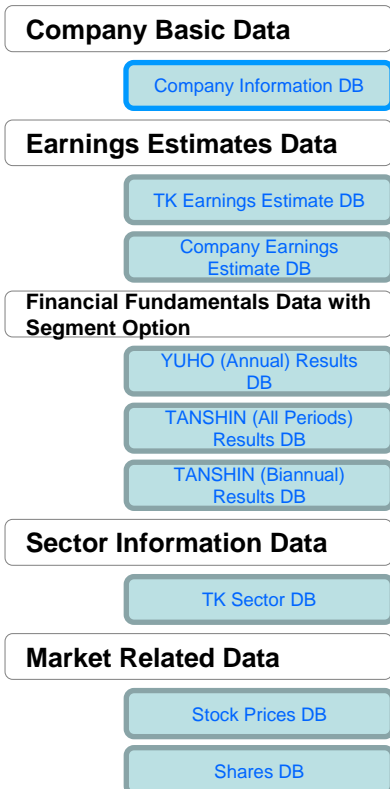 Company Basic Data
Company Information DB
Earnings Estimates Data
TK Earnings Estimate DB
Company Earnings
Estimate DB
Financial Fundamentals Data with
Segment Option
YUHO (Annual) Results
DB
TANSHIN (All Periods)
Results DB
TANSHIN (Biannual)
Results DB
Sector Information Data
TK Sector DB
Market Related Data
Stock Prices DB
Shares DB